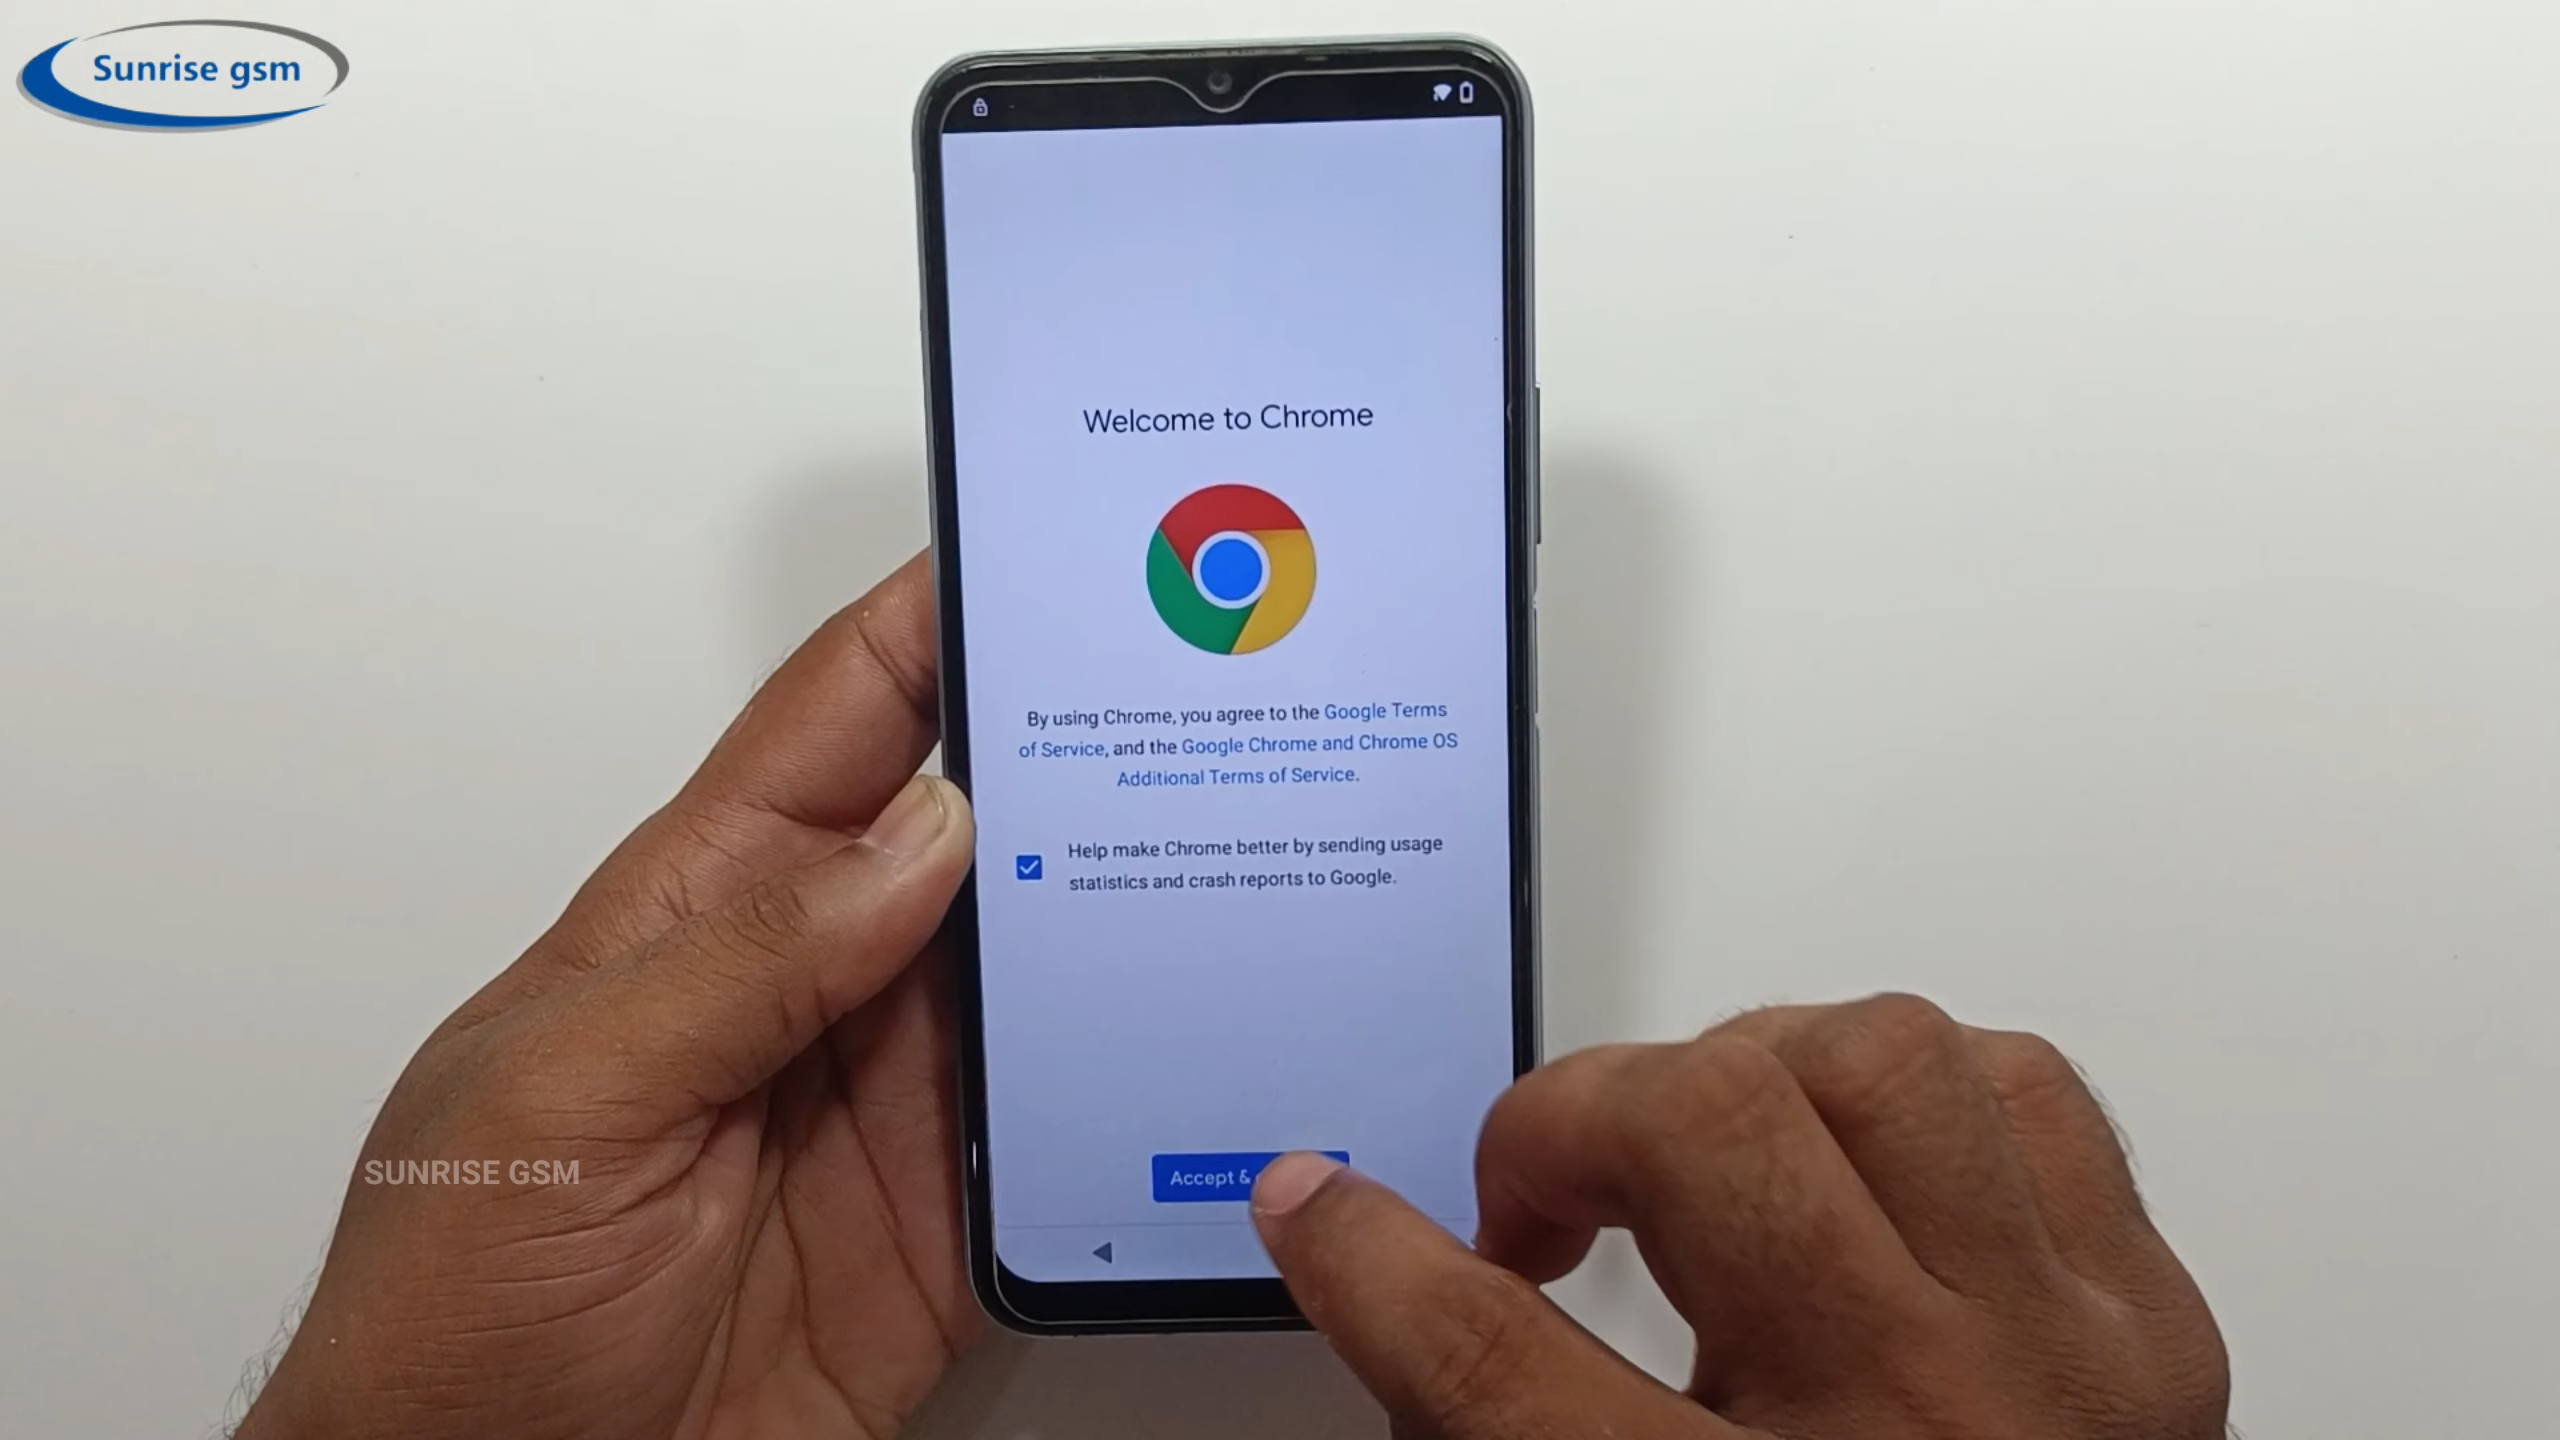 Sunrise gsm
Welcome to Chrome
By using Chrome, you agree to the Google Terms
of Service, and the Google Chrome and Chrome OS
Additional Terms of Service.
Help make Chrome better by sending usage
statistics and crash reports to Google.
Accept &
SUNRISE GSM